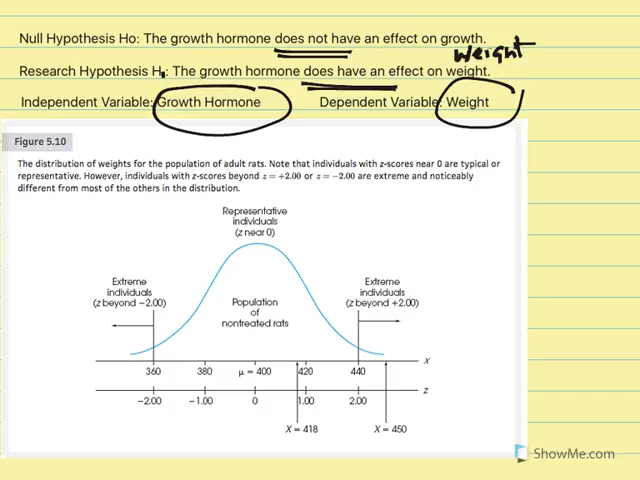 Null Hypothesis Ho: The growth hormone does not have an effect on growth.
Weight
Research Hypothesis H1: The growth hormone does have an effect on weight.
Independent Variable: Growth Hormone Dependent Variable: Weight
Figure 5.10
The distribution of weights for the population of adult rats. Note that individuals with z-scores near 0 are typical or
representative. However, individuals with z-scores beyond z = +2.00 or z = −2.00 are extreme and noticeably
different from most of the others in the distribution.
Representative
individuals
(z near 0)
Extreme
individuals
(z beyond −2.00)
Population
of
nontreated rats
Extreme
individuals
(z beyond +2.00)
X
360 380 μ = 400 420 440
z
−2.00 −1.00 0 1.00 2.00
X = 418 X = 450
ShowMe.com